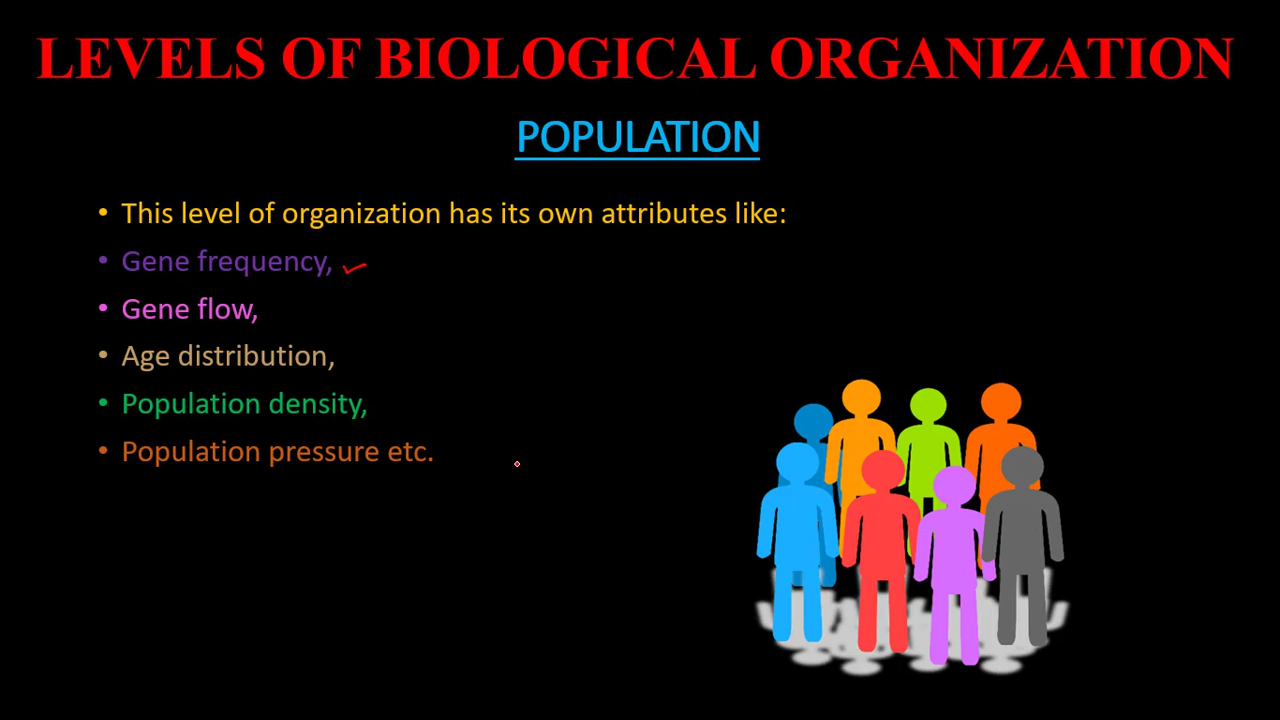 LEVELS OF BIOLOGICAL ORGANIZATION
POPULATION
• This level of organization has its own attributes like:
• Gene frequency,
• Gene flow,
• Age distribution,
• Population density,
• Population pressure etc.